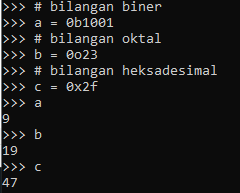 >>> # bilangan biner
>>> a = 0b1001
>>> # bilangan oktal
>>> b = 0o23
>>> # bilangan heksadesimal
>>> c = 0x2f
>>> a
9
>>> b
19
>>> c
47